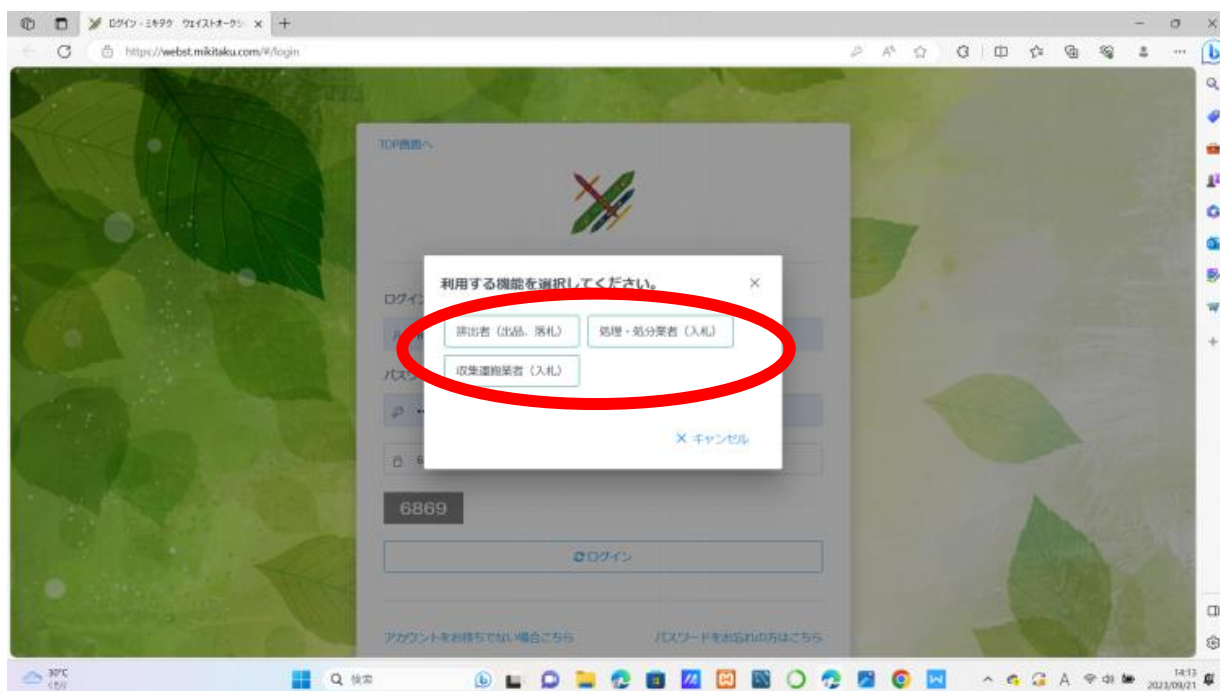 ログイン - ミキタク ウェイストオークシ
https://webst.mikitaku.com/#/login
TOP画面へ
利用する機能を選択してください。
ログイン
排出者（出品、落札）
処理・処分業者（入札）
収集運搬業者（入札）
パスワ
キャンセル
6869
ログイン
アカウントをお持ちでない場合こちら
パスワードをお忘れの方はこちら
30°C
検索
14:13
2023/09/21